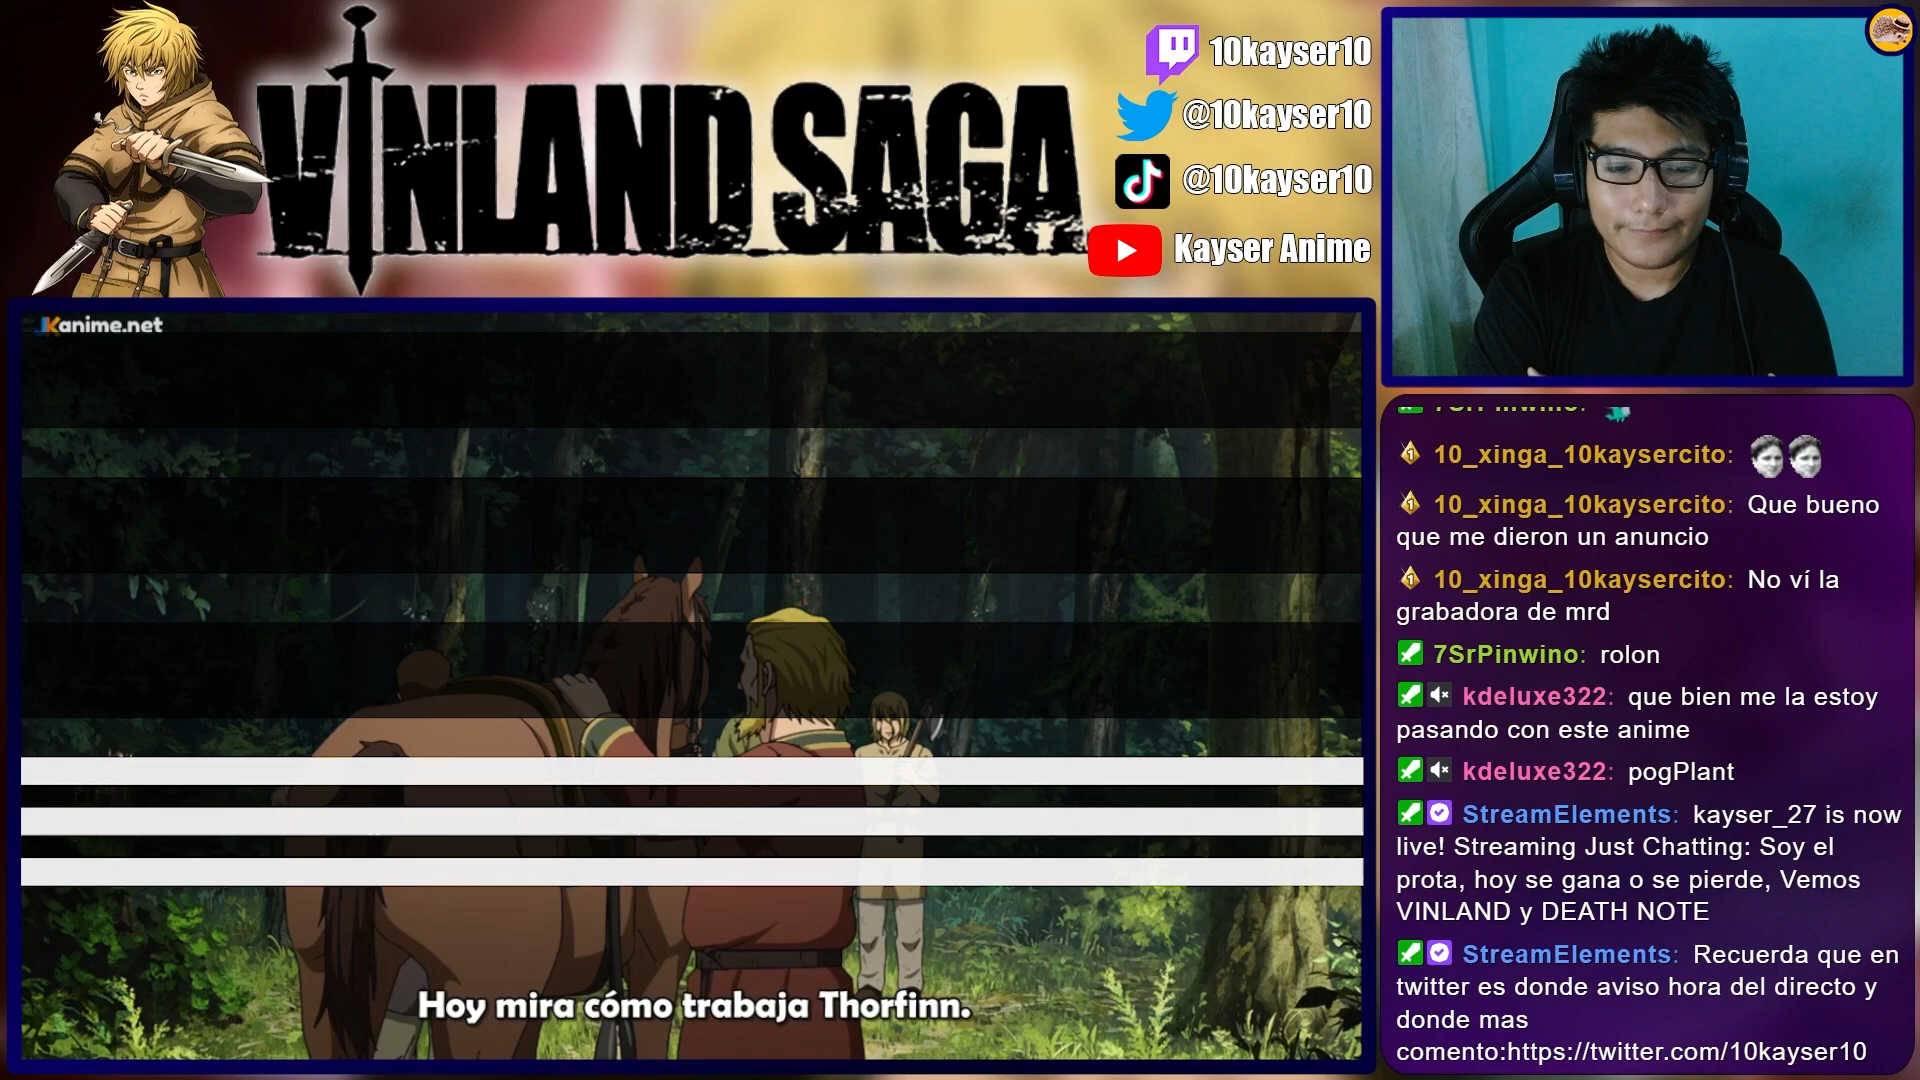 VINLAND SAGA
10kayser10
@10kayser10
@10kayser10
Kayser Anime
JKanime.net
Hoy mira cómo trabaja Thorfinn.
10_xinga_10kaysercito:
10_xinga_10kaysercito: Que bueno
que me dieron un anuncio
10_xinga_10kaysercito: No ví la
grabadora de mrd
7SrPinwino: rolon
kdeluxe322: que bien me la estoy
pasando con este anime
kdeluxe322: pogPlant
StreamElements: kayser_27 is now
live! Streaming Just Chatting: Soy el
prota, hoy se gana o se pierde, Vemos
VINLAND y DEATH NOTE
StreamElements: Recuerda que en
twitter es donde aviso hora del directo y
donde mas
comento:https://twitter.com/10kayser10